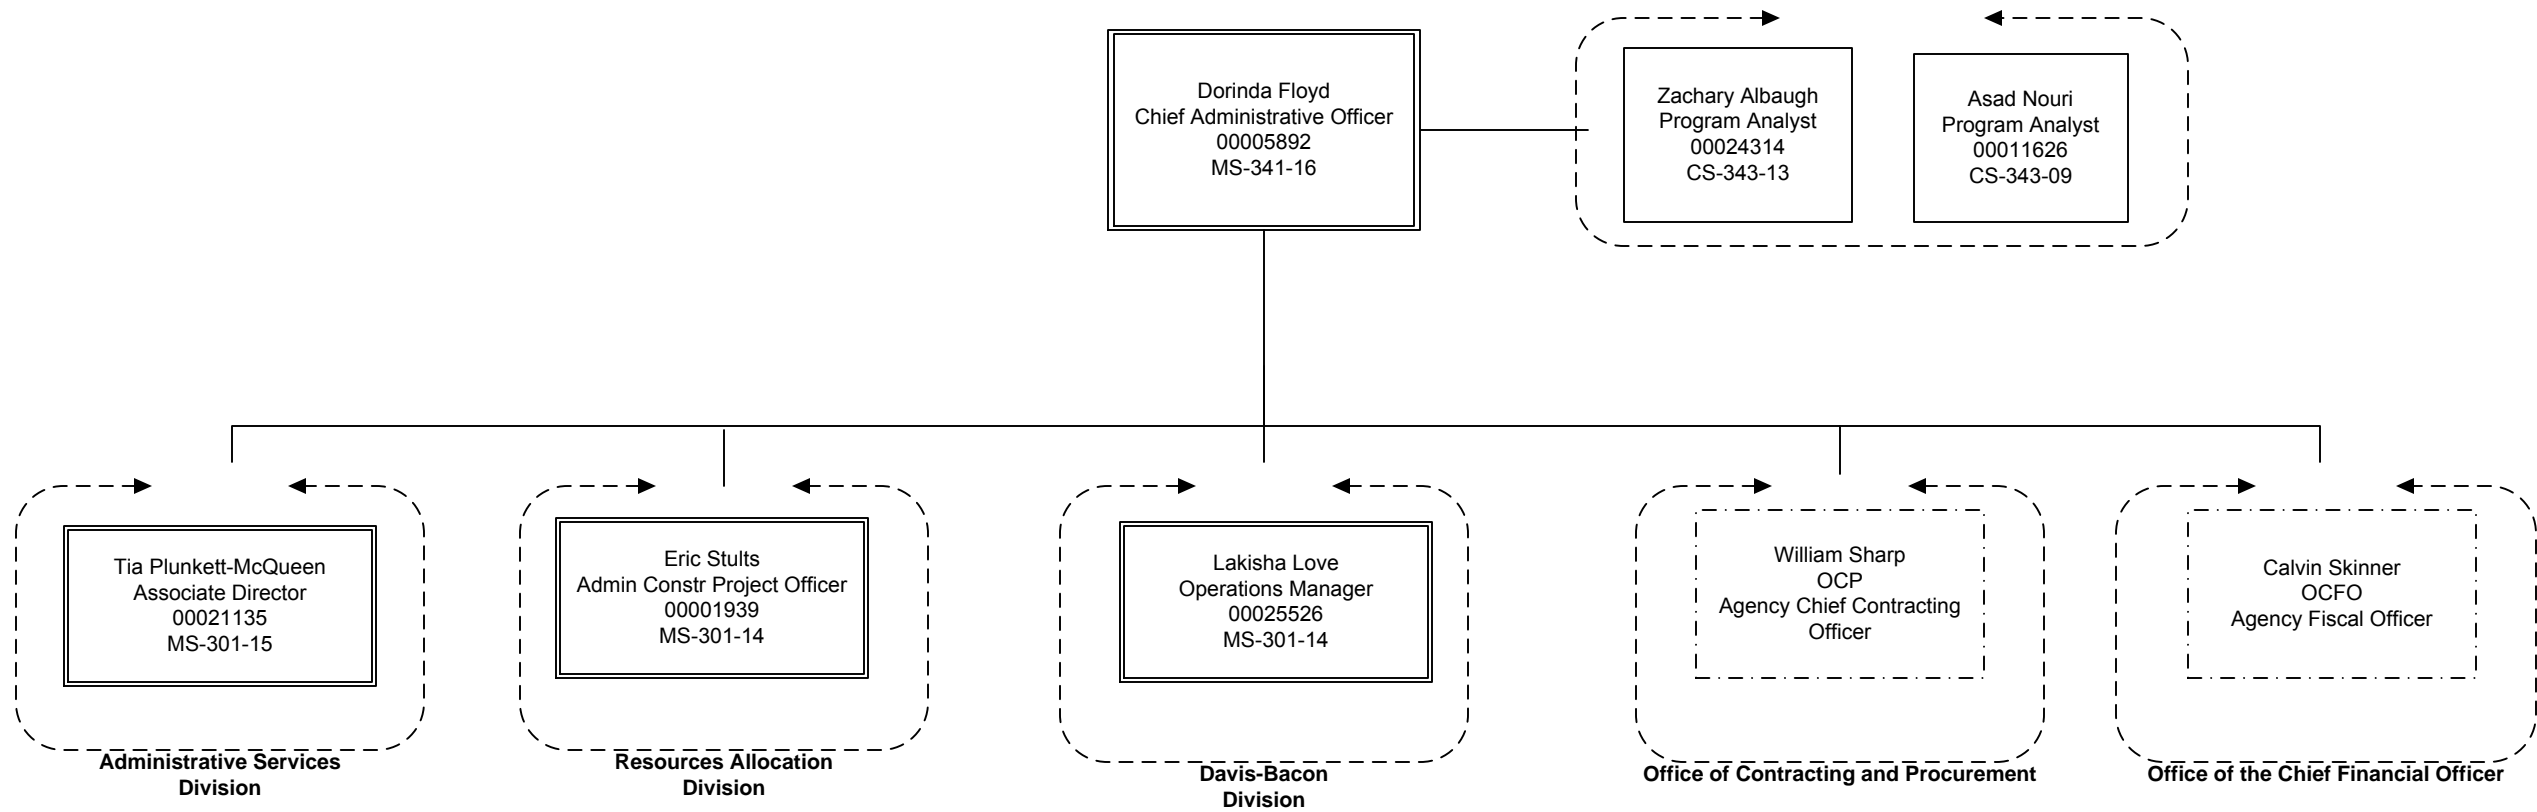 Dorinda Floyd
Chief Administrative Officer
00005892
MS-341-16
Zachary Albaugh
Program Analyst
00024314
CS-343-13
Asad Nouri
Program Analyst
00011626
CS-343-09
Tia Plunkett-McQueen
Associate Director
00021135
MS-301-15
Administrative Services
Division
Eric Stults
Admin Constr Project Officer
00001939
MS-301-14
Resources Allocation
Division
Lakisha Love
Operations Manager
00025526
MS-301-14
Davis-Bacon
Division
William Sharp
OCP
Agency Chief Contracting
Officer
Office of Contracting and Procurement
Calvin Skinner
OCFO
Agency Fiscal Officer
Office of the Chief Financial Officer